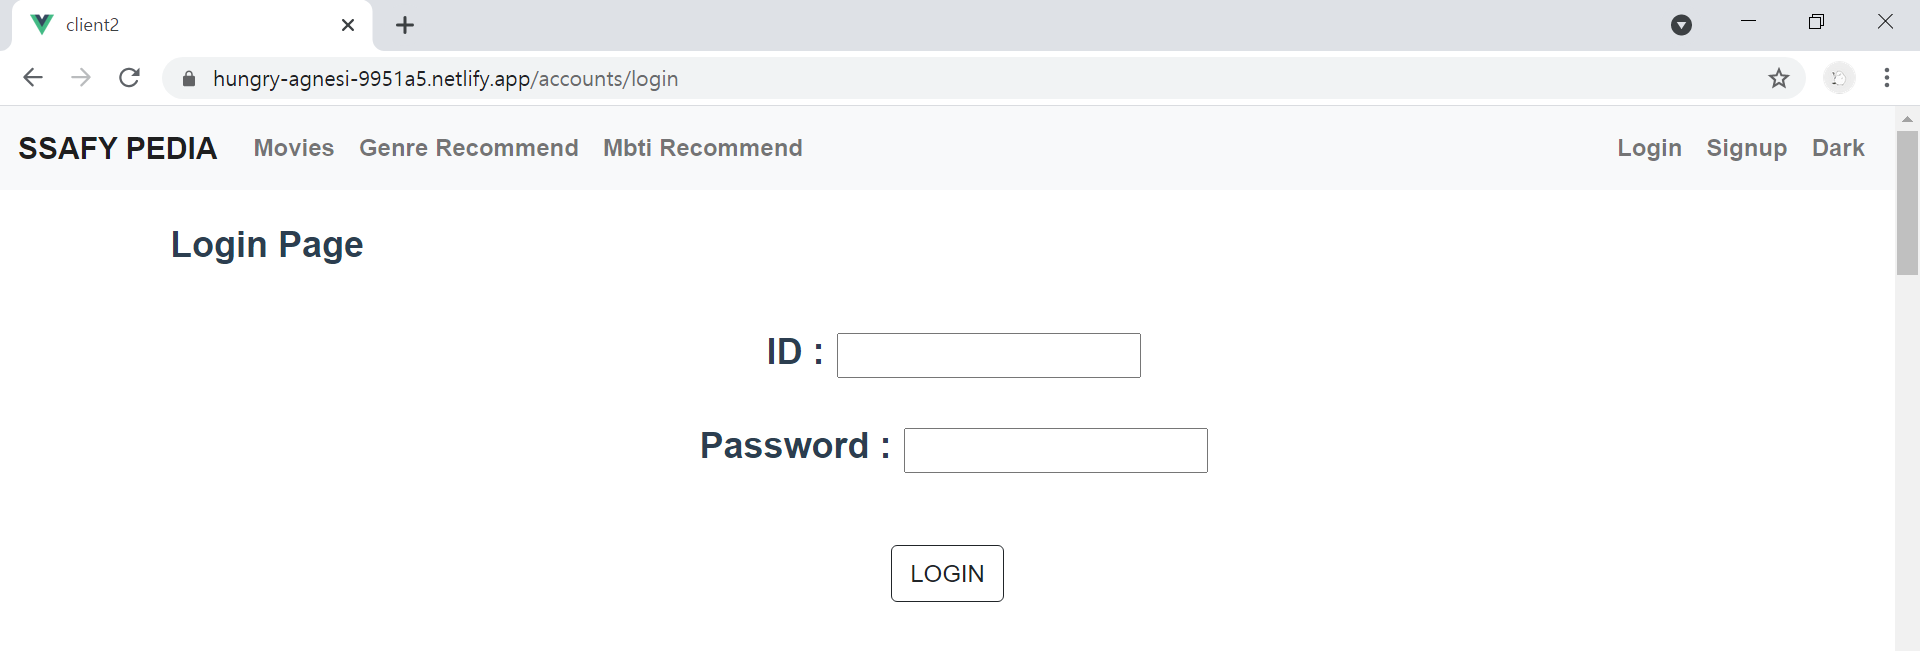 client2
hungry-agnesi-9951a5.netlify.app/accounts/login
SSAFY PEDIA Movies Genre Recommend Mbti Recommend Login Signup Dark
Login Page
ID :
Password :
LOGIN